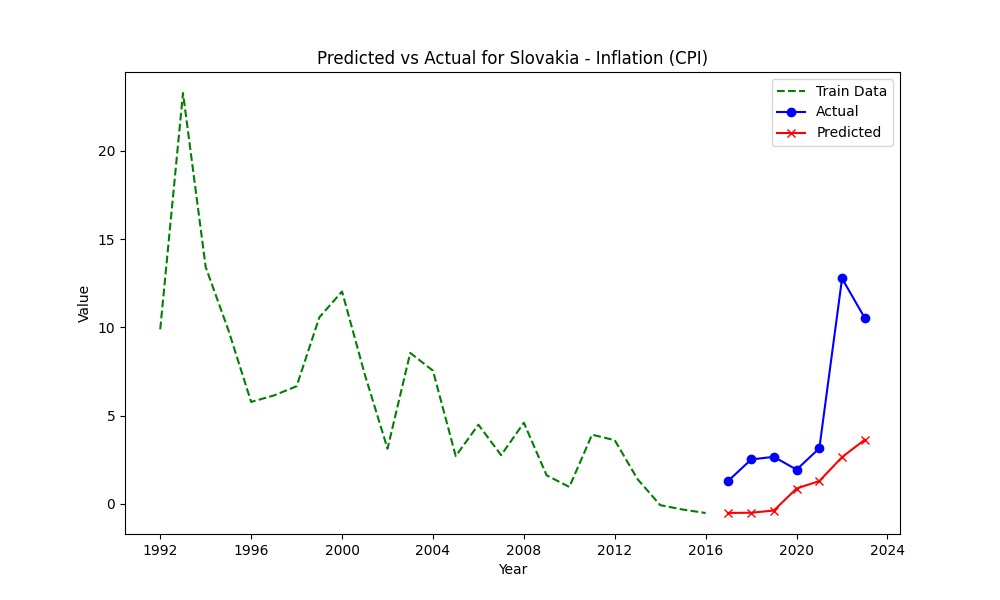 Predicted vs Actual for Slovakia - Inflation (CPI)
Train Data
Actual
Predicted
Value
20
15
10
5
0
1992 1996 2000 2004 2008 2012 2016 2020 2024
Year